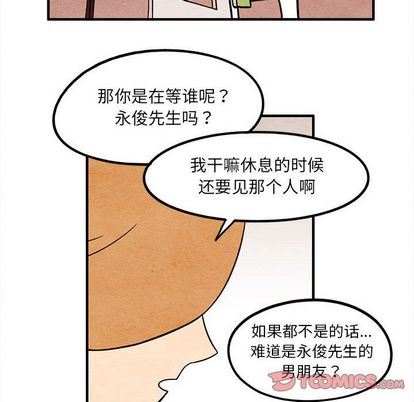 那你是在等谁呢？
永俊先生吗？
我干嘛休息的时候
还要见那个人啊
如果都不是的话...
难道是永俊先生的
男朋友？
TOOMICS.COM